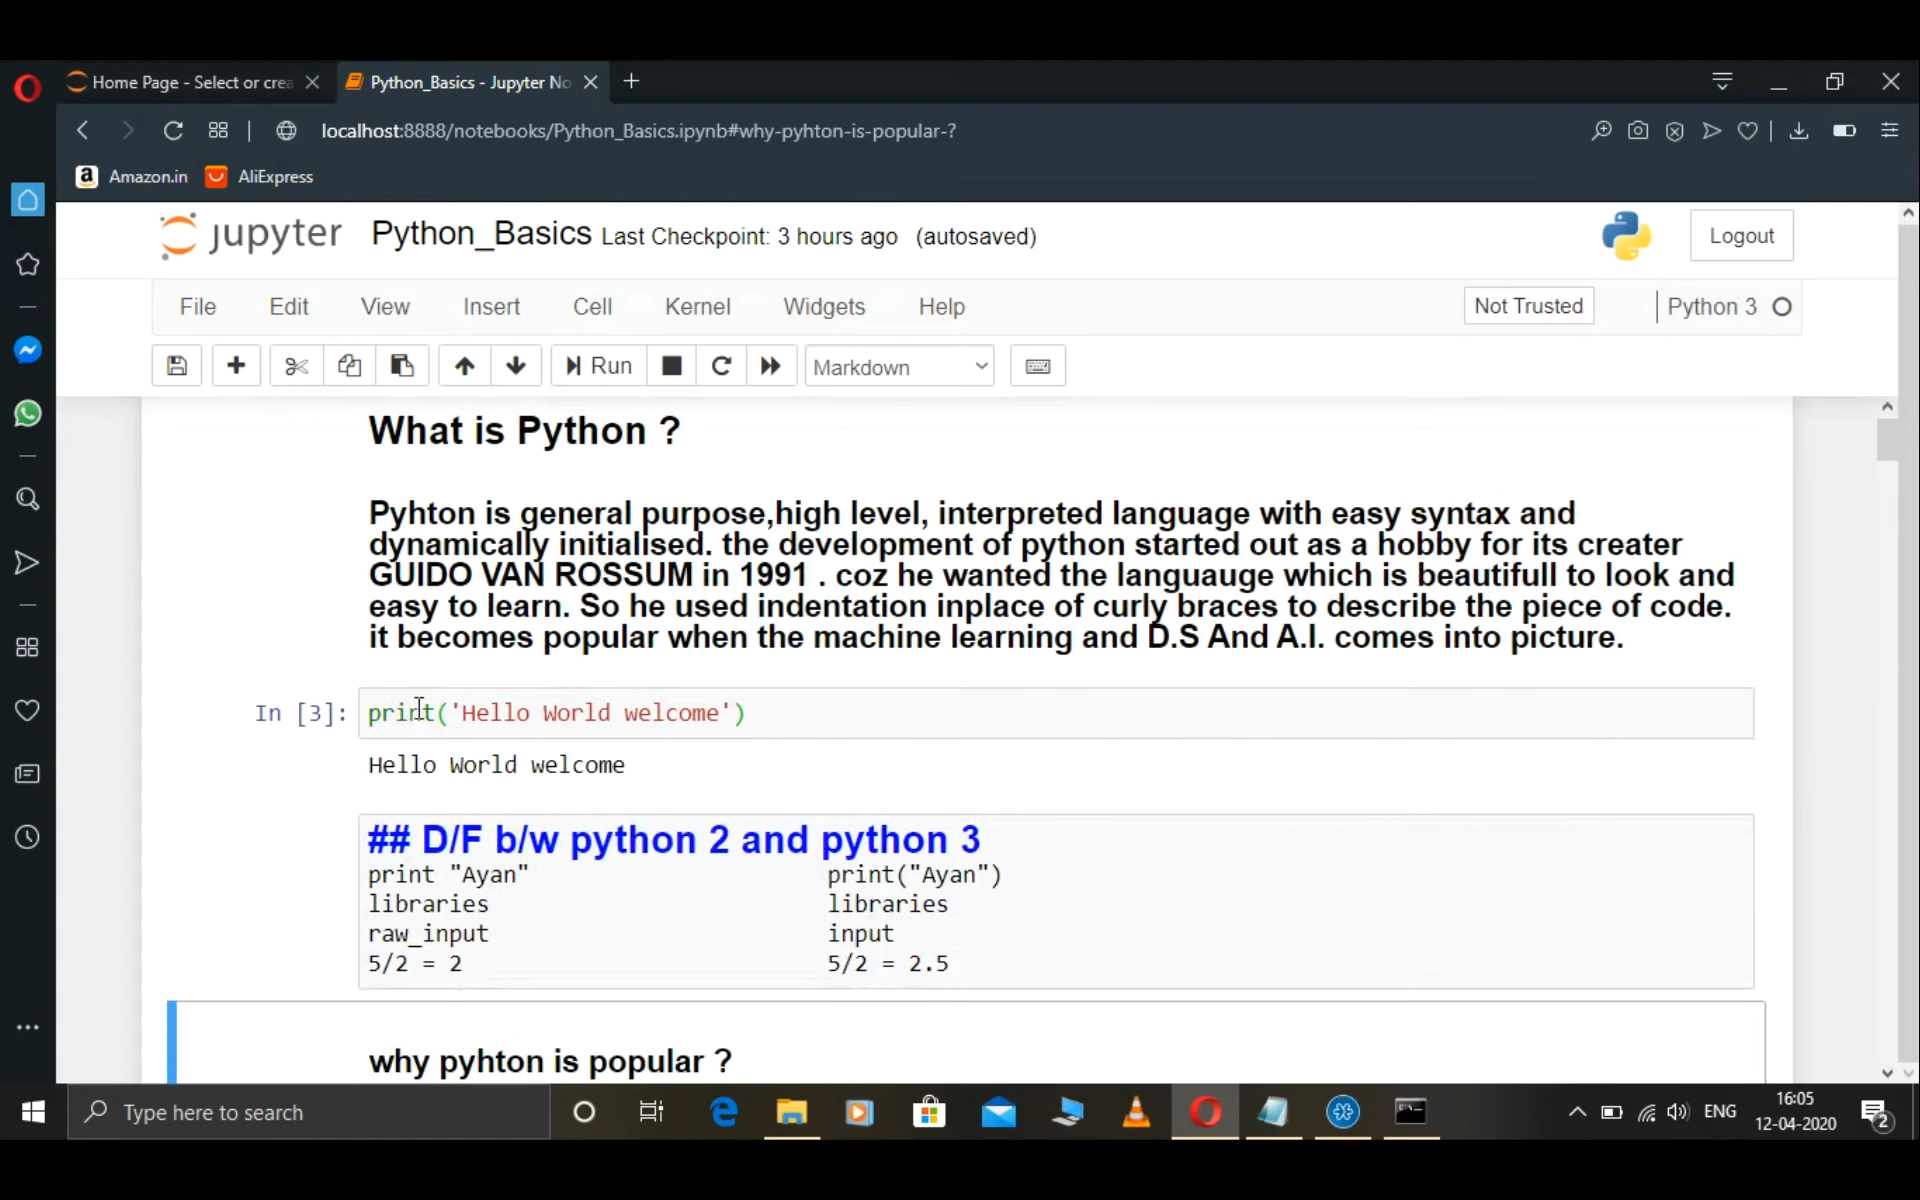 Home Page - Select or crea
Python_Basics - Jupyter No
localhost:8888/notebooks/Python_Basics.ipynb#why-pyhton-is-popular-?
Amazon.in AliExpress
jupyter Python_Basics Last Checkpoint: 3 hours ago (autosaved)
Logout
File Edit View Insert Cell Kernel Widgets Help
Not Trusted Python 3
Run Markdown
What is Python ?
Pyhton is general purpose,high level, interpreted language with easy syntax and
dynamically initialised. the development of python started out as a hobby for its creater
GUIDO VAN ROSSUM in 1991 . coz he wanted the languauge which is beautifull to look and
easy to learn. So he used indentation inplace of curly braces to describe the piece of code.
it becomes popular when the machine learning and D.S And A.I. comes into picture.
In [3]: print('Hello World welcome')
Hello World welcome
## D/F b/w python 2 and python 3
print "Ayan" print("Ayan")
libraries libraries
raw_input input
5/2 = 2 5/2 = 2.5
why pyhton is popular ?
Type here to search
ENG
16:05
12-04-2020
2